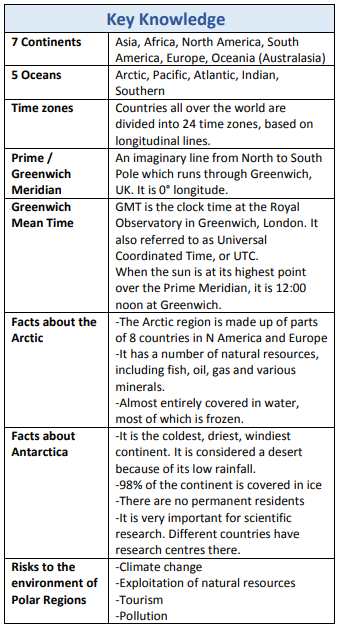 Key Knowledge
7 Continents
Asia, Africa, North America, South
America, Europe, Oceania (Australasia)
5 Oceans
Arctic, Pacific, Atlantic, Indian,
Southern
Time zones
Countries all over the world are
divided into 24 time zones, based on
longitudinal lines.
Prime /
Greenwich
Meridian
An imaginary line from North to South
Pole which runs through Greenwich,
UK. It is 0° longitude.
Greenwich
Mean Time
GMT is the clock time at the Royal
Observatory in Greenwich, London. It
also referred to as Universal
Coordinated Time, or UTC.
When the sun is at its highest point
over the Prime Meridian, it is 12:00
noon at Greenwich.
Facts about the
Arctic
-The Arctic region is made up of parts
of 8 countries in N America and Europe
-It has a number of natural resources,
including fish, oil, gas and various
minerals.
-Almost entirely covered in water,
most of which is frozen.
Facts about
Antarctica
-It is the coldest, driest, windiest
continent. It is considered a desert
because of its low rainfall.
-98% of the continent is covered in ice
-There are no permanent residents
-It is very important for scientific
research. Different countries have
research centres there.
Risks to the
environment of
Polar Regions
-Climate change
-Exploitation of natural resources
-Tourism
-Pollution